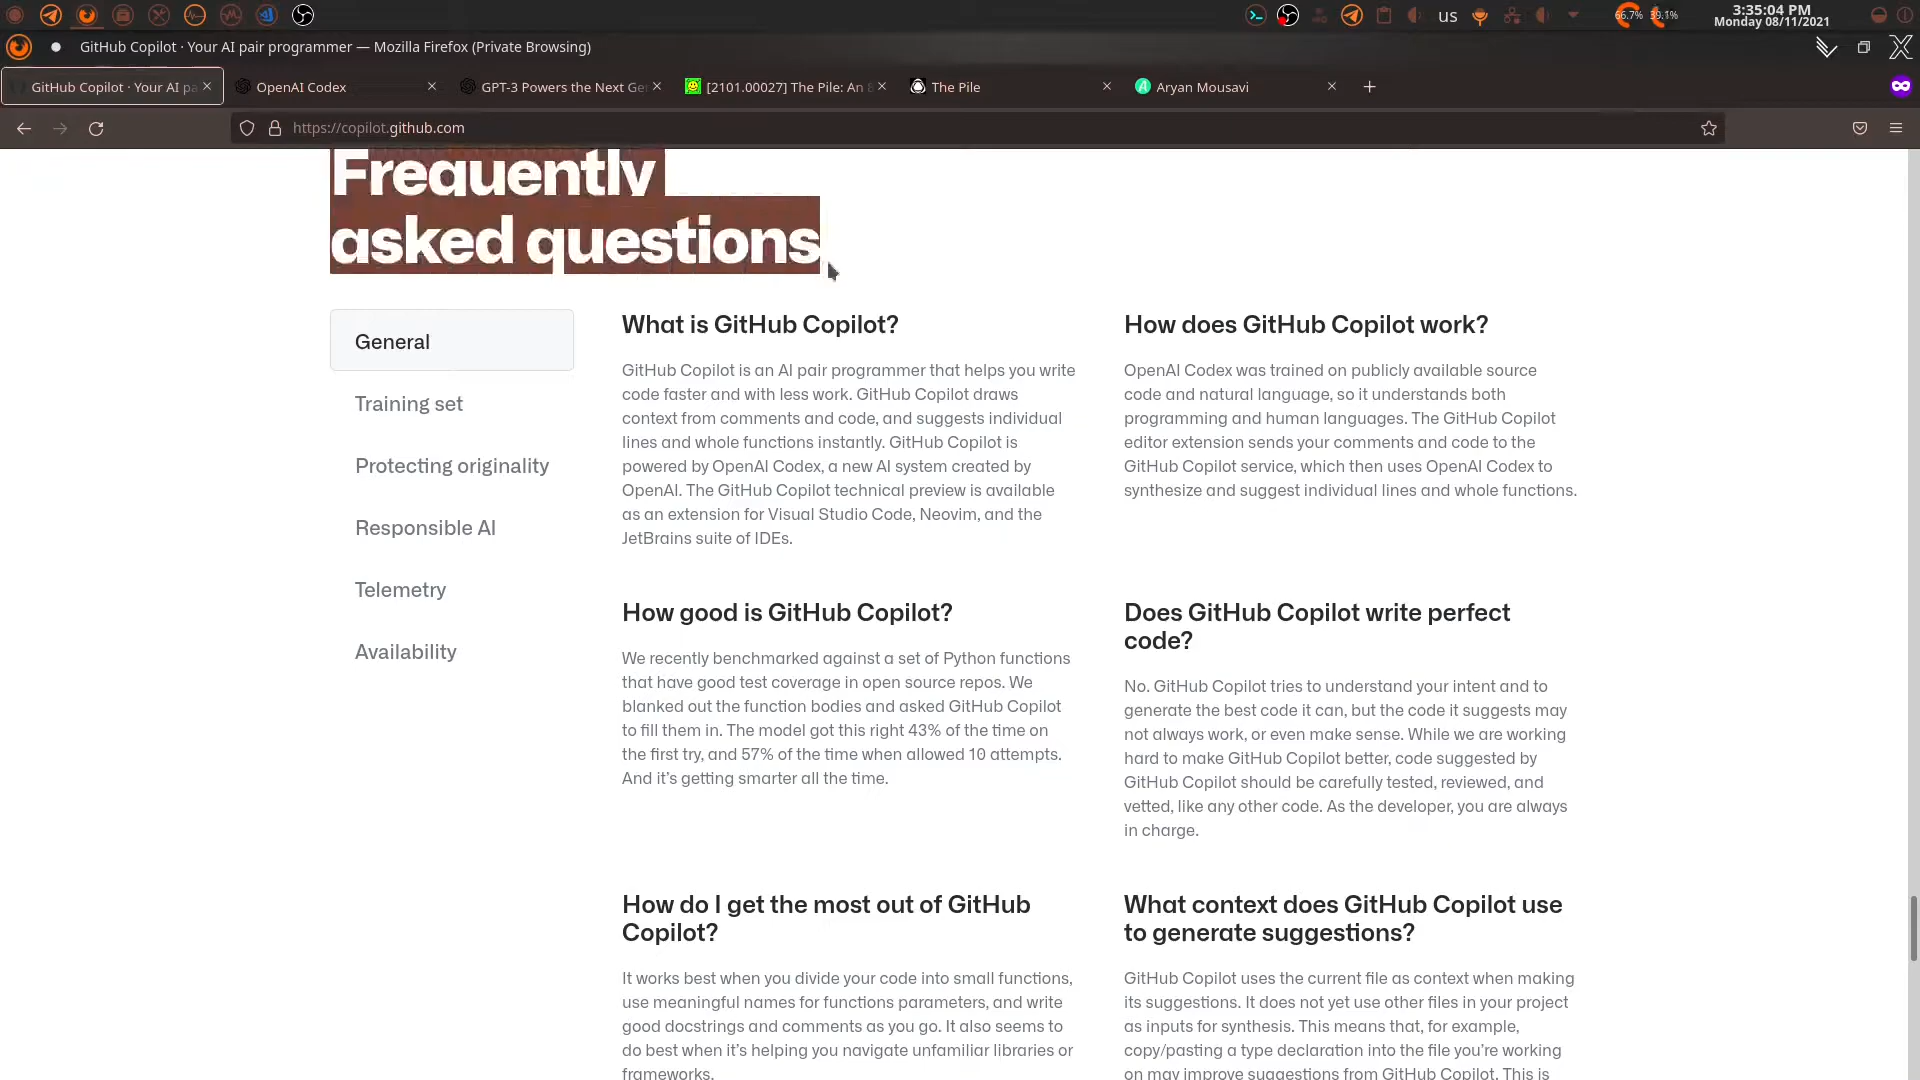 us
66.7%
39.1%
3:35:04 PM
Monday 08/11/2021
GitHub Copilot · Your AI pair programmer — Mozilla Firefox (Private Browsing)
GitHub Copilot · Your AI pa
OpenAI Codex
GPT-3 Powers the Next Ge
[2101.00027] The Pile: An 8
The Pile
Aryan Mousavi
https://copilot.github.com
Frequently
asked questions
General
Training set
Protecting originality
Responsible AI
Telemetry
Availability
What is GitHub Copilot?
GitHub Copilot is an AI pair programmer that helps you write
code faster and with less work. GitHub Copilot draws
context from comments and code, and suggests individual
lines and whole functions instantly. GitHub Copilot is
powered by OpenAI Codex, a new AI system created by
OpenAI. The GitHub Copilot technical preview is available
as an extension for Visual Studio Code, Neovim, and the
JetBrains suite of IDEs.
How does GitHub Copilot work?
OpenAI Codex was trained on publicly available source
code and natural language, so it understands both
programming and human languages. The GitHub Copilot
editor extension sends your comments and code to the
GitHub Copilot service, which then uses OpenAI Codex to
synthesize and suggest individual lines and whole functions.
How good is GitHub Copilot?
We recently benchmarked against a set of Python functions
that have good test coverage in open source repos. We
blanked out the function bodies and asked GitHub Copilot
to fill them in. The model got this right 43% of the time on
the first try, and 57% of the time when allowed 10 attempts.
And it's getting smarter all the time.
Does GitHub Copilot write perfect
code?
No. GitHub Copilot tries to understand your intent and to
generate the best code it can, but the code it suggests may
not always work, or even make sense. While we are working
hard to make GitHub Copilot better, code suggested by
GitHub Copilot should be carefully tested, reviewed, and
vetted, like any other code. As the developer, you are always
in charge.
How do I get the most out of GitHub
Copilot?
It works best when you divide your code into small functions,
use meaningful names for functions parameters, and write
good docstrings and comments as you go. It also seems to
do best when it's helping you navigate unfamiliar libraries or
frameworks.
What context does GitHub Copilot use
to generate suggestions?
GitHub Copilot uses the current file as context when making
its suggestions. It does not yet use other files in your project
as inputs for synthesis. This means that, for example,
copy/pasting a type declaration into the file you're working
on may improve suggestions from GitHub Copilot. This is